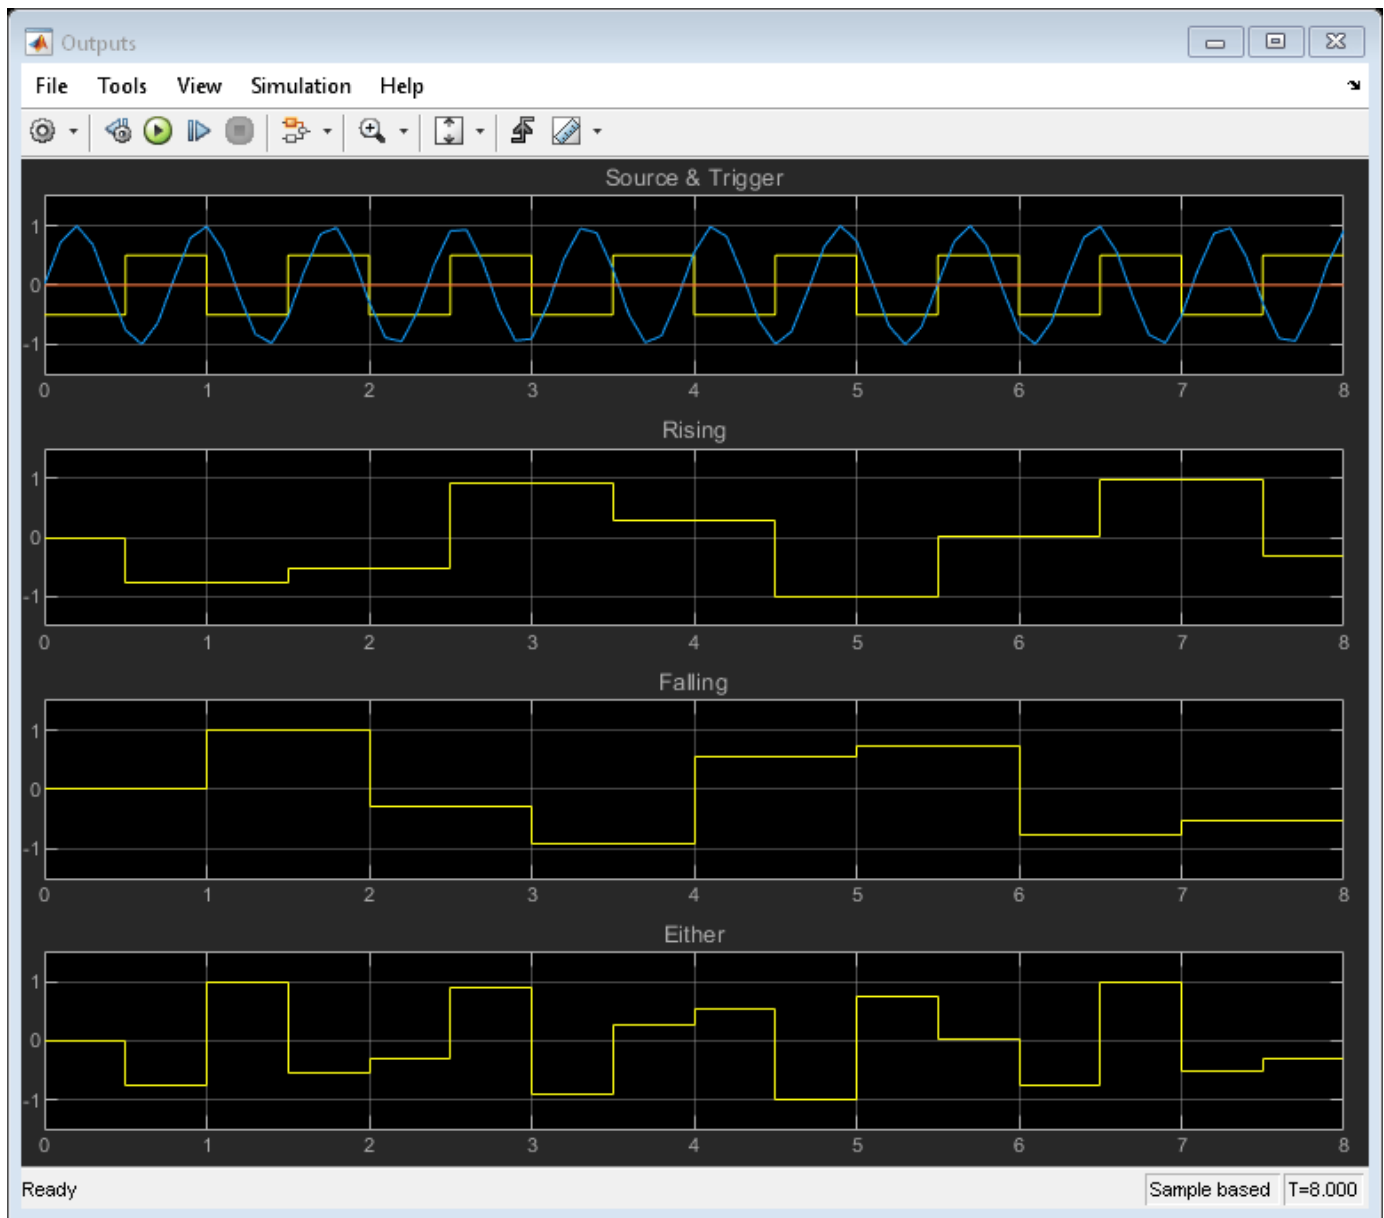 Outputs
File Tools View Simulation Help
Source & Trigger
1
0
-1
0 1 2 3 4 5 6 7 8
Rising
1
0
-1
0 1 2 3 4 5 6 7 8
Falling
1
0
-1
0 1 2 3 4 5 6 7 8
Either
1
0
-1
0 1 2 3 4 5 6 7 8
Ready Sample based T=8.000